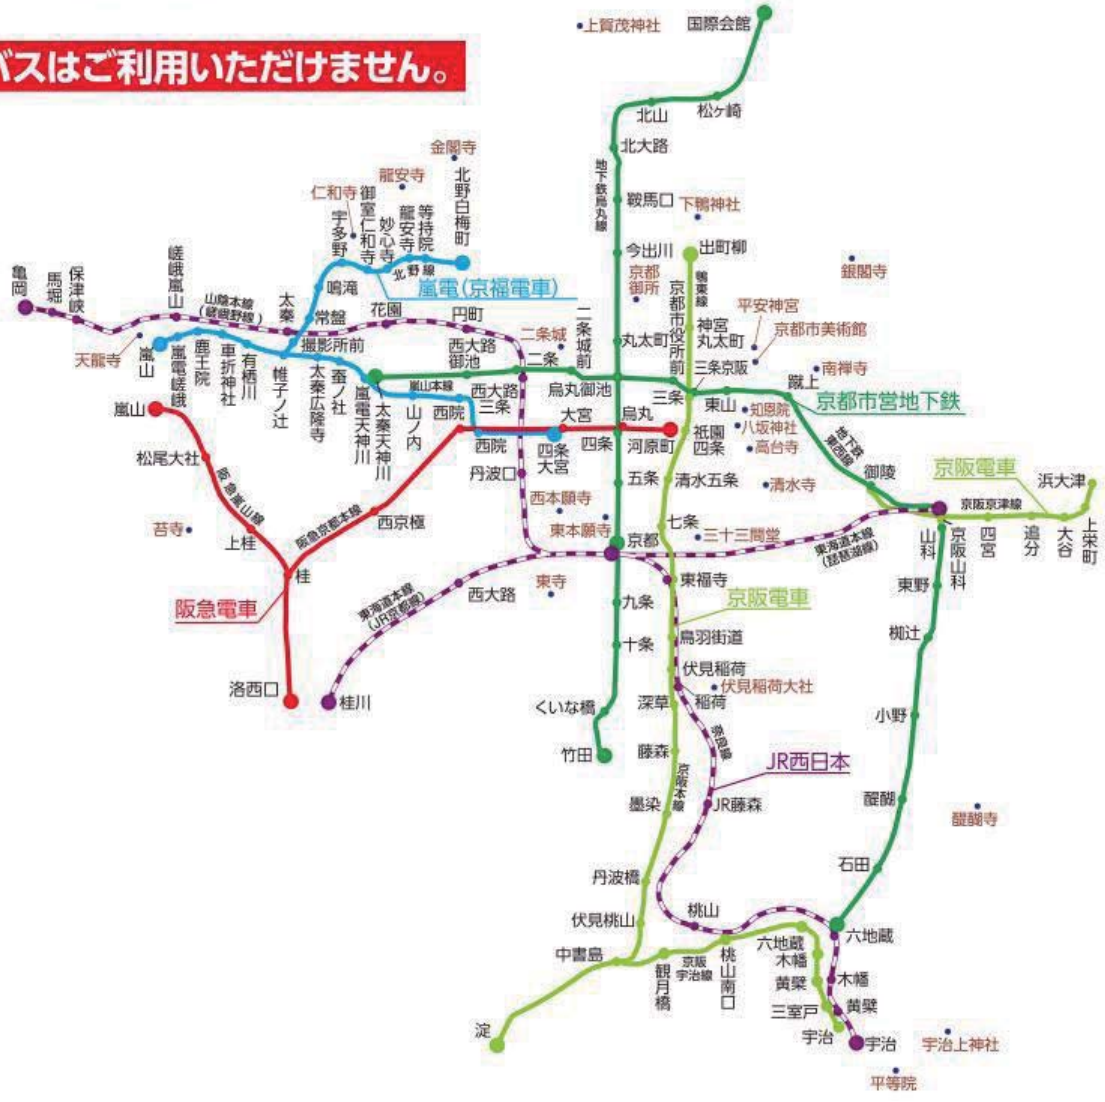 バスはご利用いただけません。
上賀茂神社
国際会館
北山
松ヶ崎
北大路
地下鉄烏丸線
鞍馬口
下鴨神社
今出川
出町柳
京都
御所
鴨東線
銀閣寺
京都市役所前
神宮
丸太町
平安神宮
京都市美術館
丸太町
三条京阪
南禅寺
金閣寺
龍安寺
仁和寺
北野白梅町
等持院
龍安寺
妙心寺
御室仁和寺
宇多野
北野線
嵐電(京福電車)
鳴滝
常盤
撮影所前
亀岡
馬堀
保津峡
嵯峨嵐山
山陰本線
(嵯峨野線)
太秦
花園
円町
二条城
二条城前
天龍寺
嵐山
嵐電嵯峨
鹿王院
車折神社
有栖川
帷子ノ辻
太秦広隆寺
蚕ノ社
嵐電天神川
太秦天神川
山ノ内
嵐山本線
西大路
御池
二条
烏丸御池
西大路
三条
西院
西院
大宮
四条
大宮
四条
烏丸
河原町
三条
東山
蹴上
京都市営地下鉄
知恩院
八坂神社
高台寺
祇園
四条
地下鉄
東西線
御陵
京阪電車
浜大津
京阪京津線
山科
京阪山科
四宮
追分
大谷
上栄町
嵐山
松尾大社
阪急嵐山線
苔寺
上桂
阪急京都本線
西京極
桂
阪急電車
洛西口
丹波口
西本願寺
東本願寺
五条
清水五条
清水寺
七条
三十三間堂
京都
東海道本線
(琵琶湖線)
東寺
西大路
東海道本線
(JR京都線)
桂川
東福寺
京阪電車
九条
十条
鳥羽街道
伏見稲荷
伏見稲荷大社
稲荷
深草
くいな橋
竹田
藤森
奈良線
京阪本線
JR西日本
墨染
JR藤森
東野
椥辻
小野
醍醐
醍醐寺
石田
丹波橋
伏見桃山
桃山
中書島
観月橋
京阪
宇治線
桃山南口
六地蔵
六地蔵
木幡
木幡
黄檗
黄檗
三室戸
宇治
宇治
淀
宇治上神社
平等院